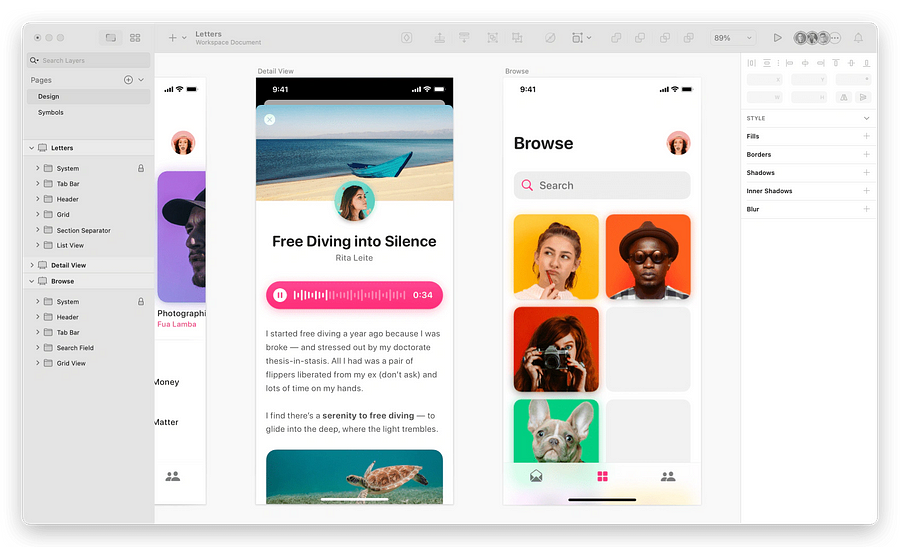 Letters
Workspace Document
89%
Search Layers
Pages
Design
Symbols
Letters
System
Tab Bar
Header
Grid
Section Separator
List View
Detail View
Browse
System
Header
Tab Bar
Search Field
Grid View
Photographi
Fua Lamba
Money
Matter
Detail View
9:41
Free Diving into Silence
Rita Leite
0:34
I started free diving a year ago because I was
broke — and stressed out by my doctorate
thesis-in-stasis. All I had was a pair of
flippers liberated from my ex (don't ask) and
lots of time on my hands.
I find there's a serenity to free diving — to
glide into the deep, where the light trembles.
Browse
9:41
Browse
Search
STYLE
Fills
Borders
Shadows
Inner Shadows
Blur